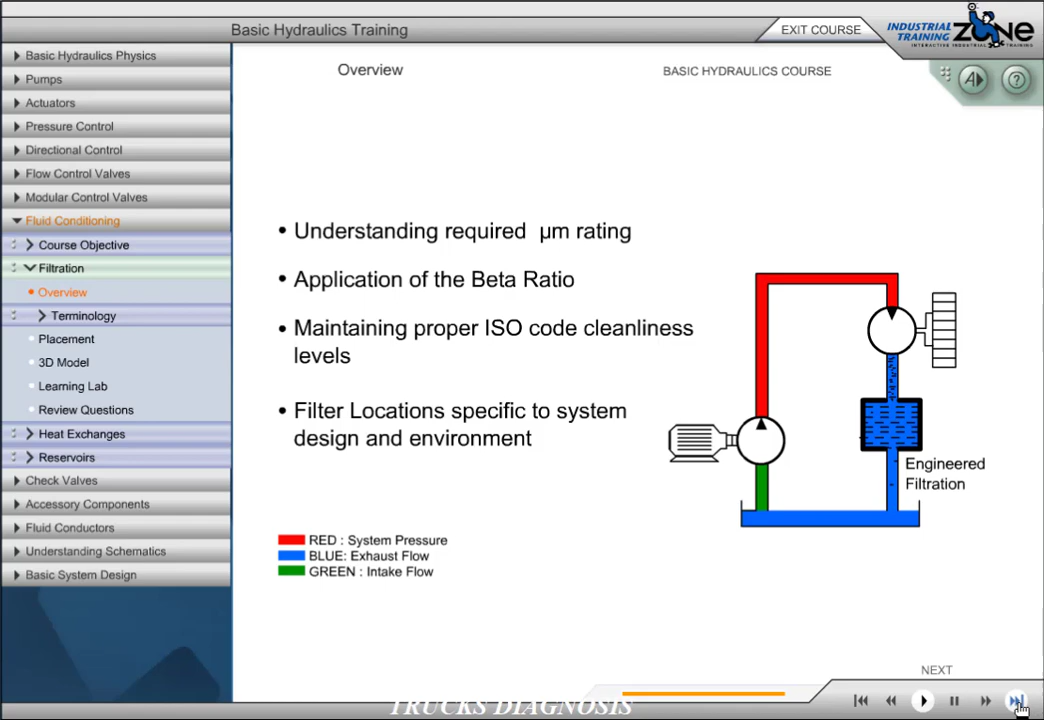 Basic Hydraulics Training
EXIT COURSE
INDUSTRIAL
TRAINING
ZONE
INTERACTIVE INDUSTRIAL TRAINING
Overview
BASIC HYDRAULICS COURSE
A
?
Basic Hydraulics Physics
Pumps
Actuators
Pressure Control
Directional Control
Flow Control Valves
Modular Control Valves
Fluid Conditioning
Course Objective
Filtration
Overview
Terminology
Placement
3D Model
Learning Lab
Review Questions
Heat Exchanges
Reservoirs
Check Valves
Accessory Components
Fluid Conductors
Understanding Schematics
Basic System Design
• Understanding required µm rating
• Application of the Beta Ratio
• Maintaining proper ISO code cleanliness
levels
• Filter Locations specific to system
design and environment
Engineered
Filtration
RED : System Pressure
BLUE: Exhaust Flow
GREEN : Intake Flow
NEXT
TRUCKS DIAGNOSIS